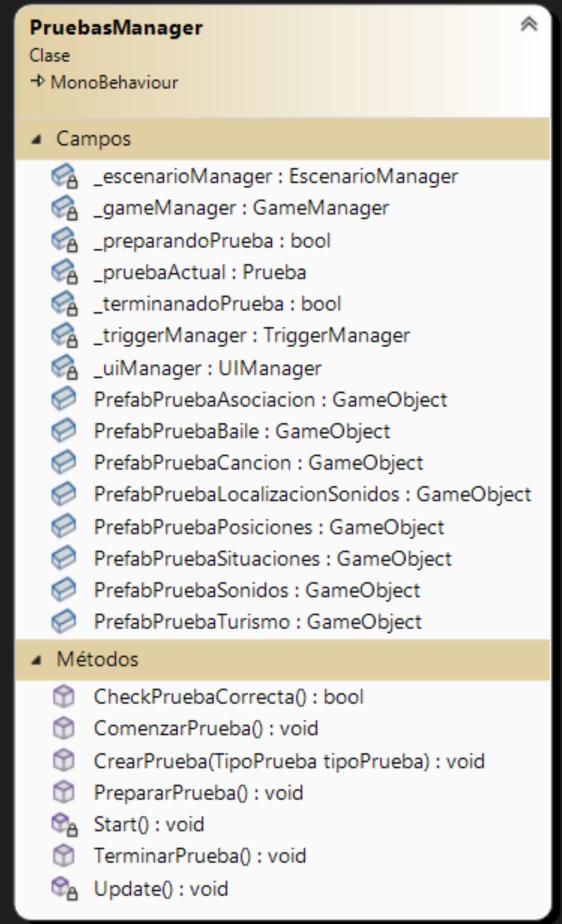 PruebasManager
Clase
MonoBehaviour
Campos
_escenarioManager : EscenarioManager
_gameManager : GameManager
_preparandoPrueba : bool
_pruebaActual : Prueba
_terminanadoPrueba : bool
_triggerManager : TriggerManager
_uiManager : UIManager
PrefabPruebaAsociacion : GameObject
PrefabPruebaBaile : GameObject
PrefabPruebaCancion : GameObject
PrefabPruebaLocalizacionSonidos : GameObject
PrefabPruebaPosiciones : GameObject
PrefabPruebaSituaciones : GameObject
PrefabPruebaSonidos : GameObject
PrefabPruebaTurismo : GameObject
Métodos
CheckPruebaCorrecta() : bool
ComenzarPrueba() : void
CrearPrueba(TipoPrueba tipoPrueba) : void
PrepararPrueba() : void
Start() : void
TerminarPrueba() : void
Update() : void